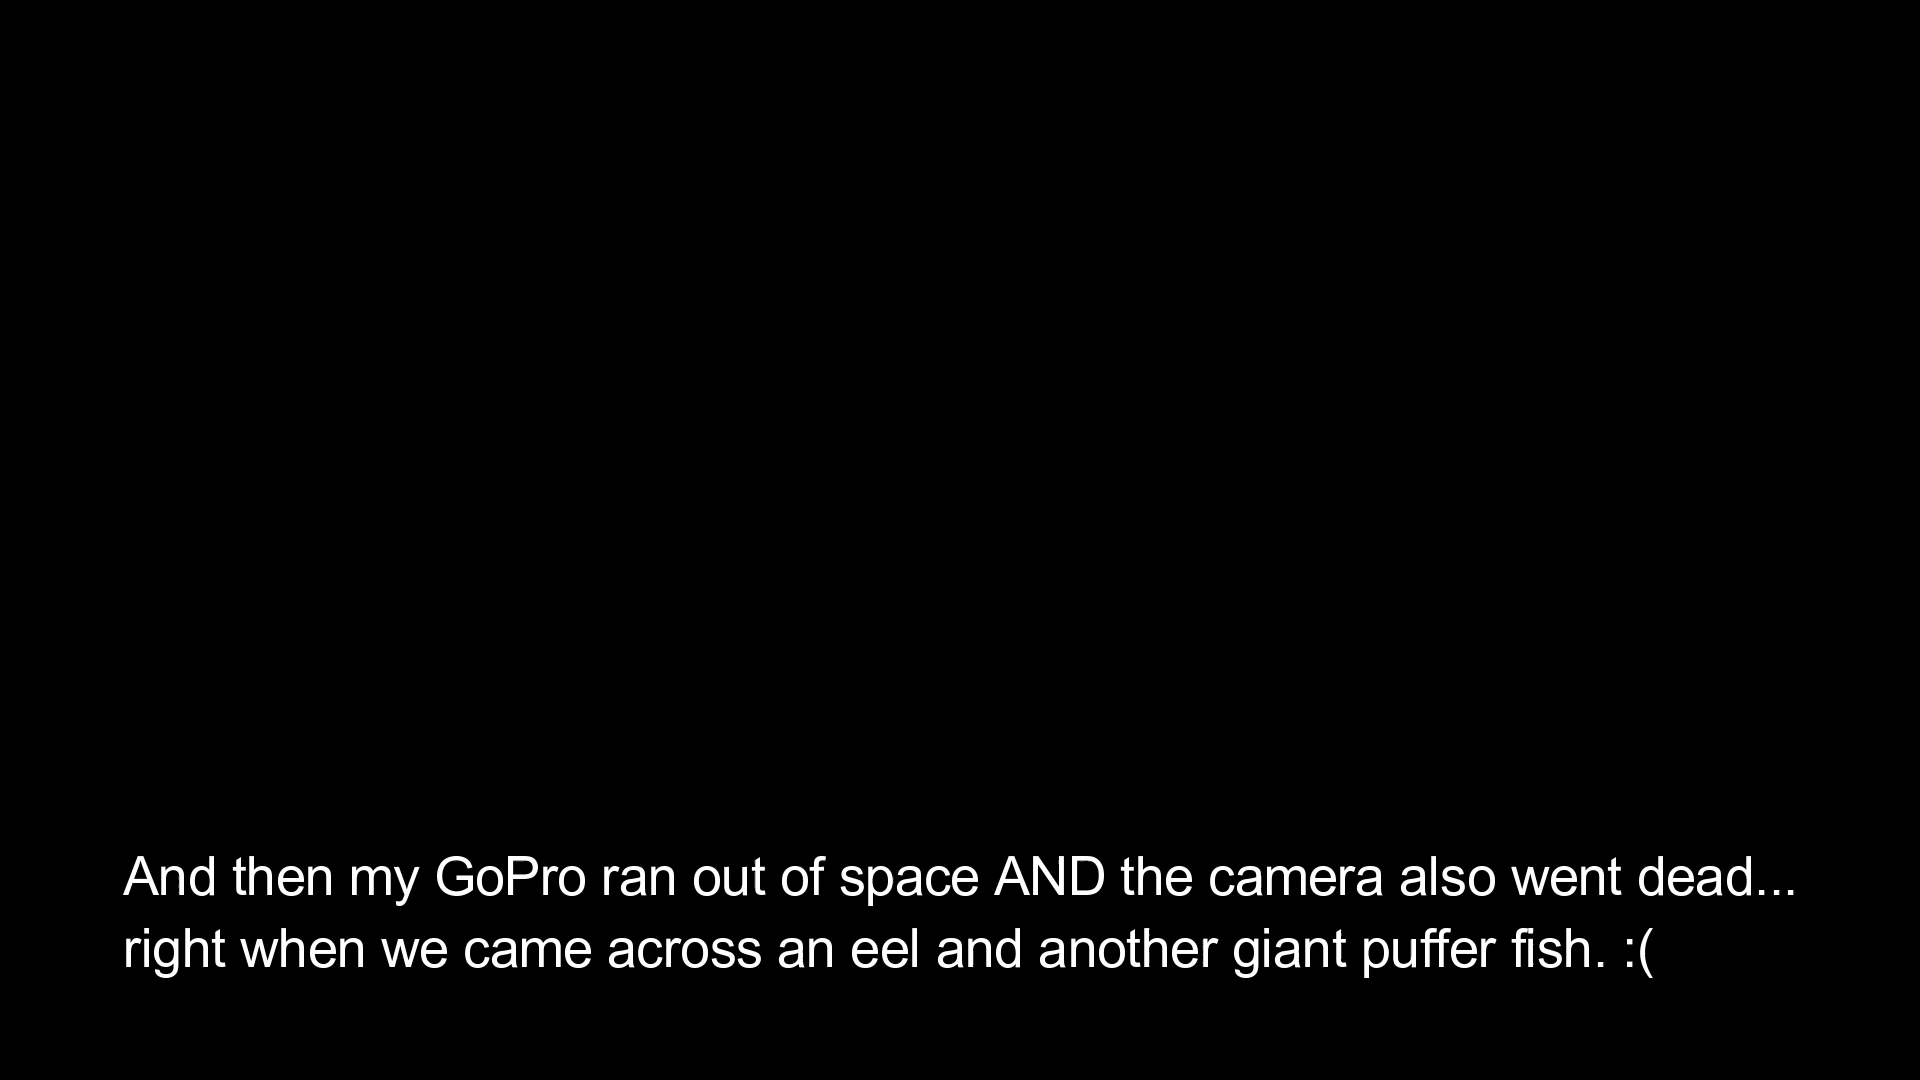 And then my GoPro ran out of space AND the camera also went dead...
right when we came across an eel and another giant puffer fish. :(